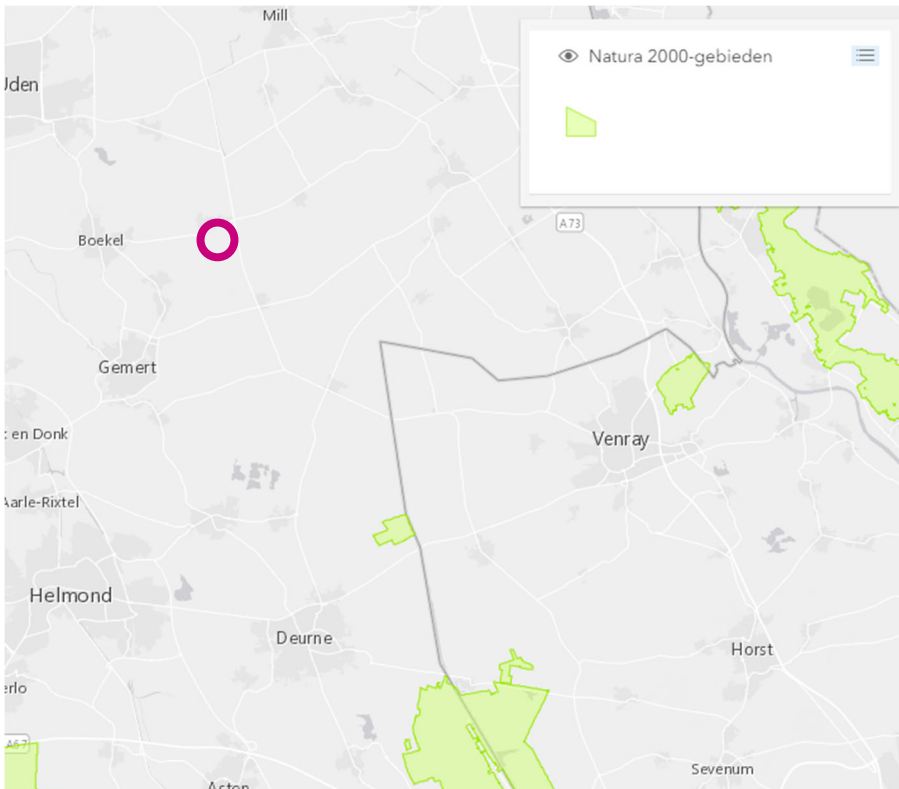 Mill
Natura 2000-gebieden
Uden
A73
Boekel
Gemert
en Donk
Venray
Aarle-Rixtel
Helmond
Deurne
Horst
erlo
A67
Sevenum
Asten